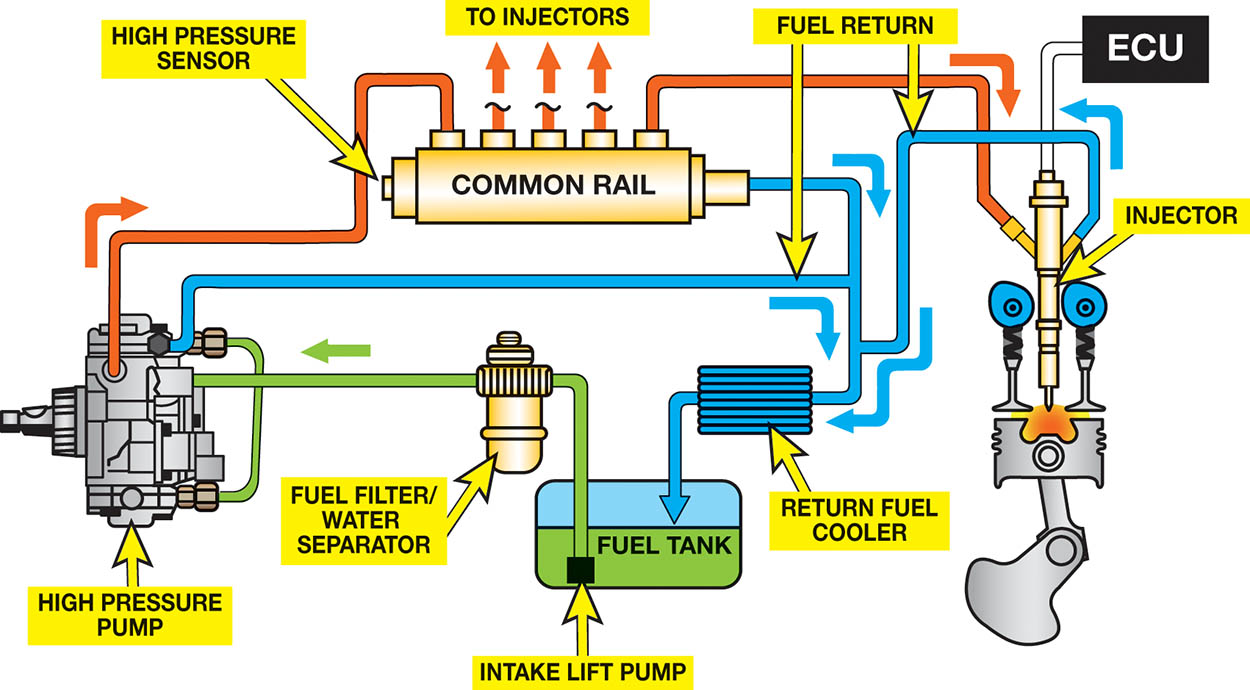 HIGH PRESSURE
SENSOR
TO INJECTORS
FUEL RETURN
ECU
COMMON RAIL
INJECTOR
FUEL FILTER/
WATER
SEPARATOR
FUEL TANK
RETURN FUEL
COOLER
HIGH PRESSURE
PUMP
INTAKE LIFT PUMP